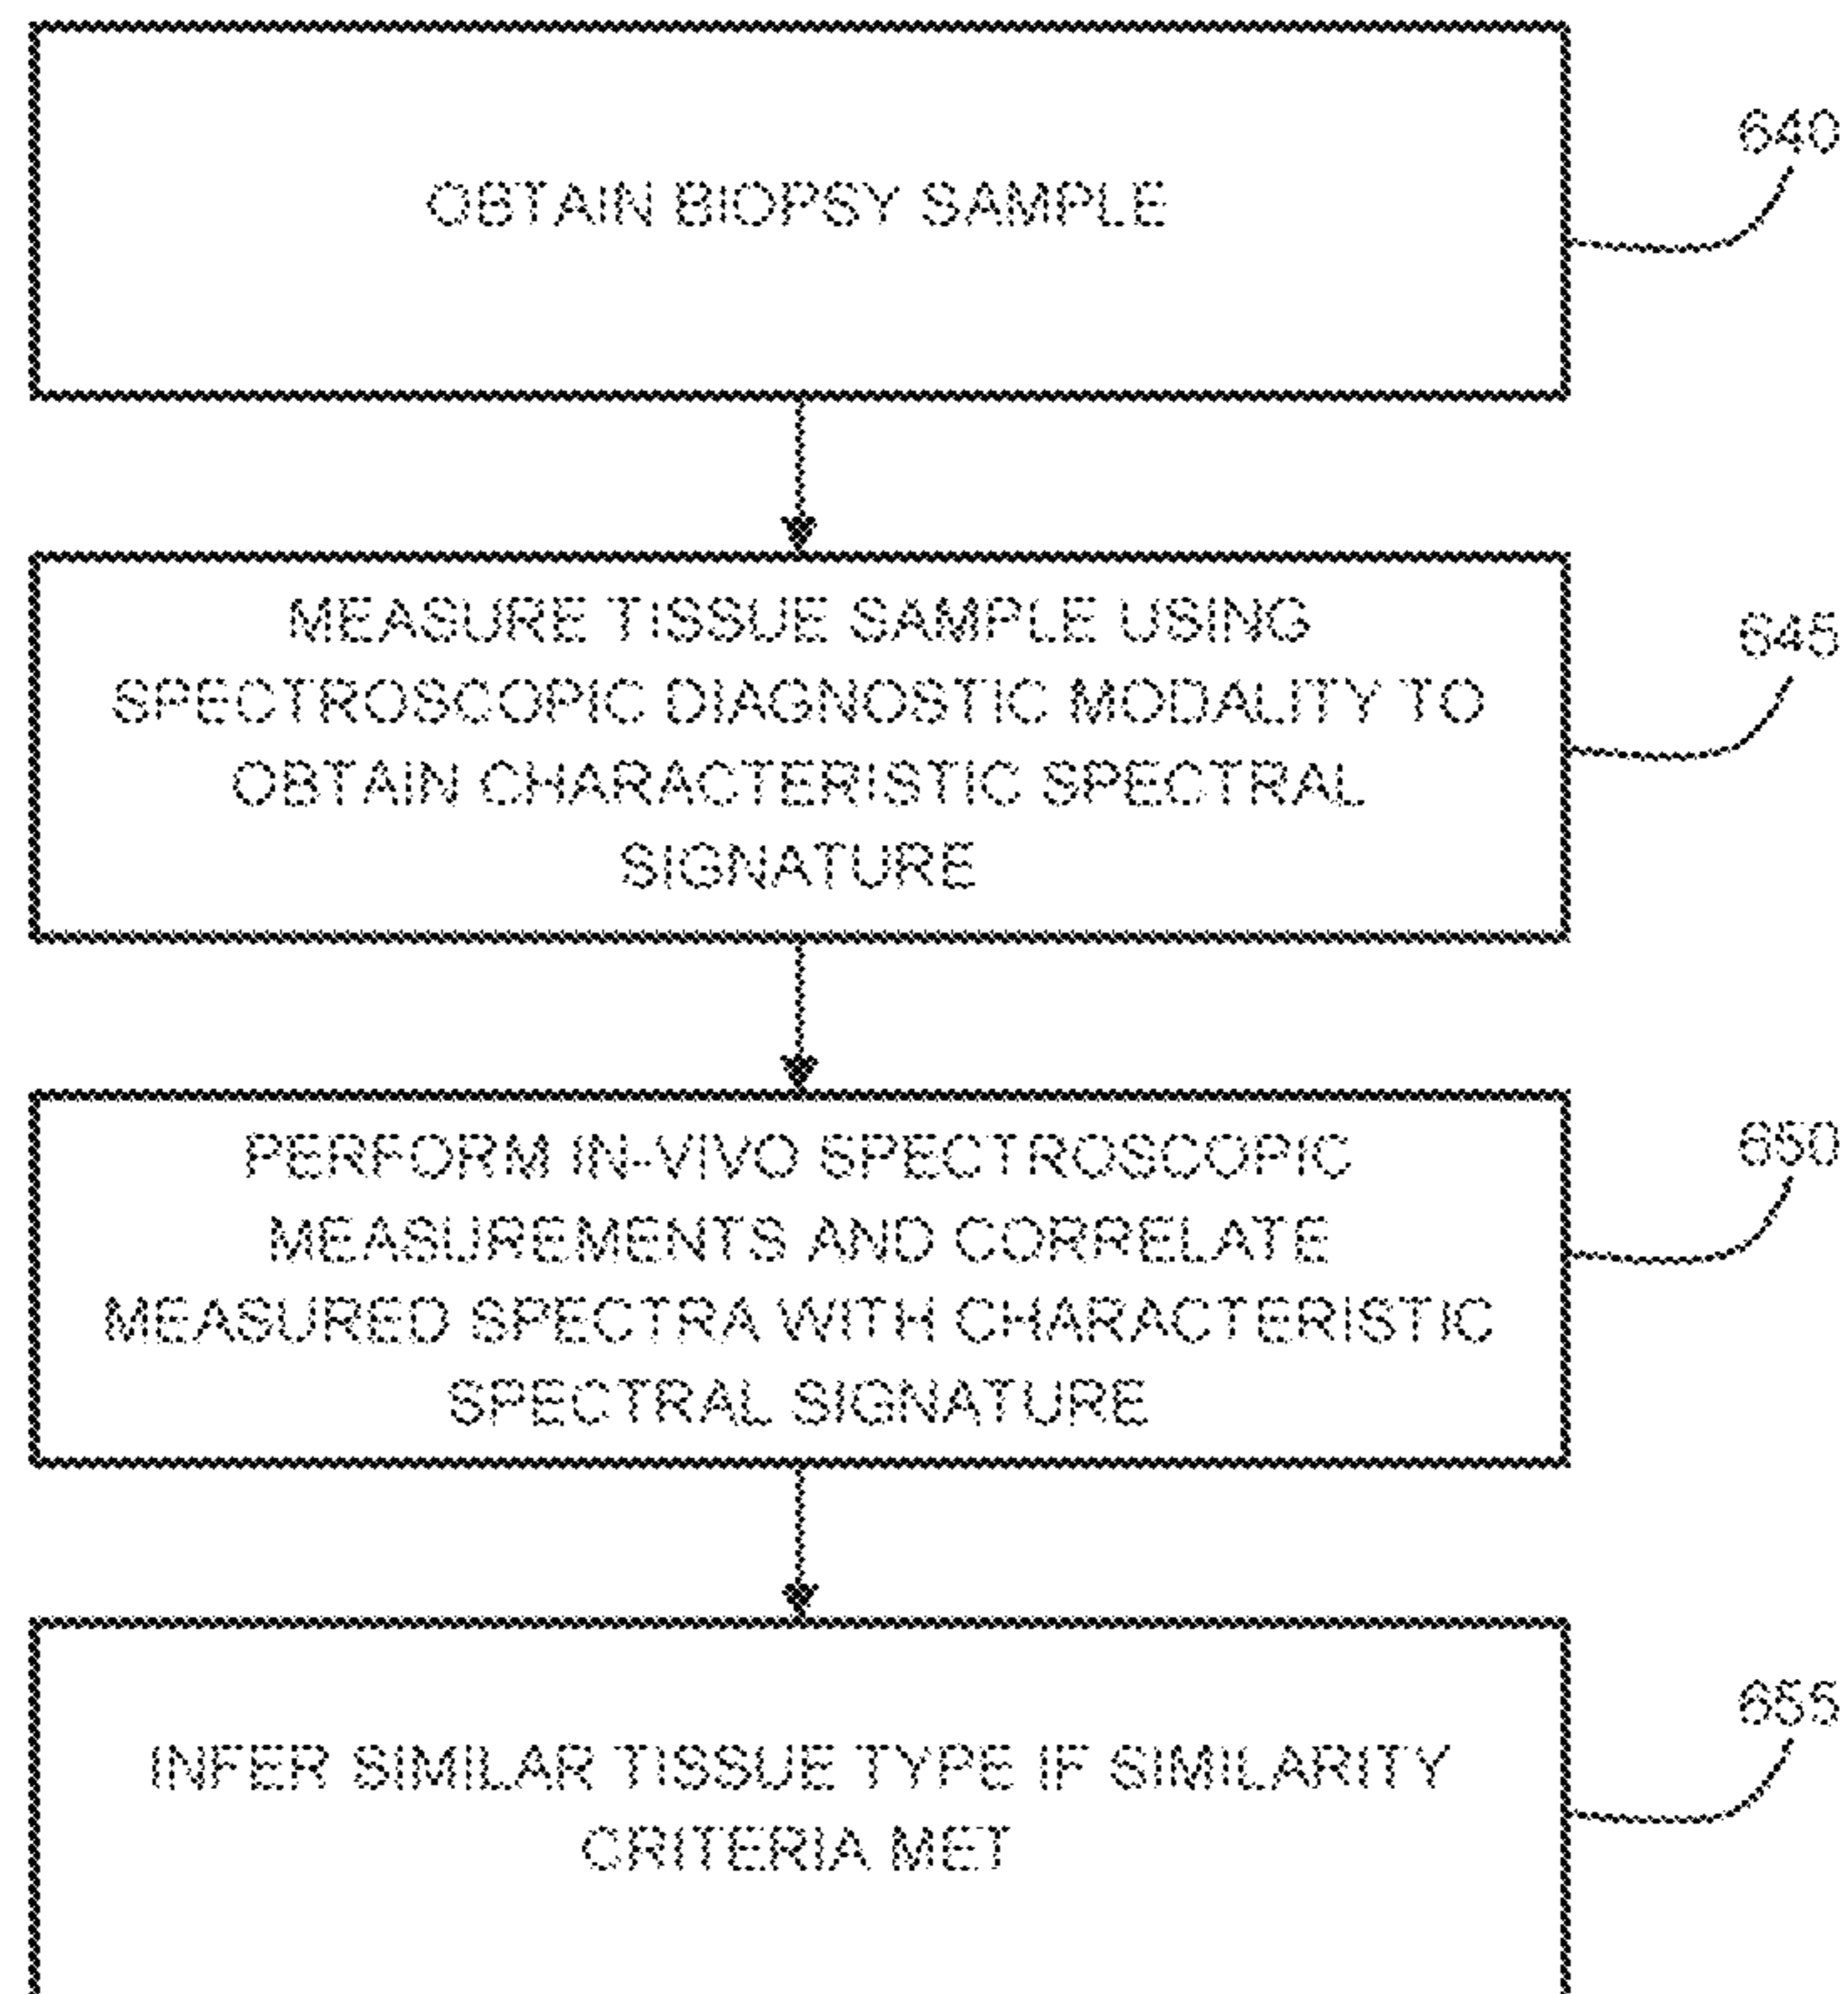 OBTAIN BIOPSY SAMPLE
640
MEASURE TISSUE SAMPLE USING
SPECTROSCOPIC DIAGNOSTIC MODALITY TO
OBTAIN CHARACTERISTIC SPECTRAL
SIGNATURE
645
PERFORM IN-VIVO SPECTROSCOPIC
MEASUREMENTS AND CORRELATE
MEASURED SPECTRA WITH CHARACTERISTIC
SPECTRAL SIGNATURE
650
INFER SIMILAR TISSUE TYPE IF SIMILARITY
CRITERIA MET
655